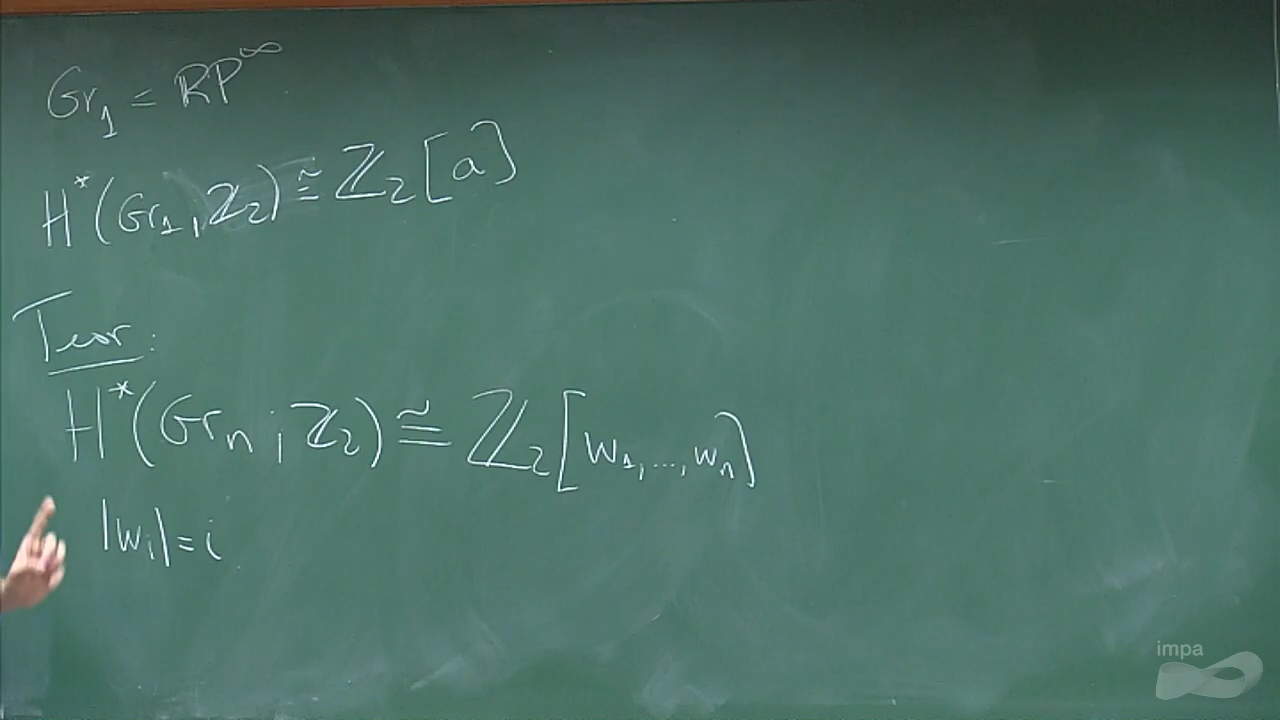 Gr₁ = RP^∞
H*(Gr₁, ℤ₂) ≅ ℤ₂[a]
Teor:
H*(Grₙ; ℤ₂) ≅ ℤ₂[w₁, ..., wₙ]
|wᵢ| = i
impa